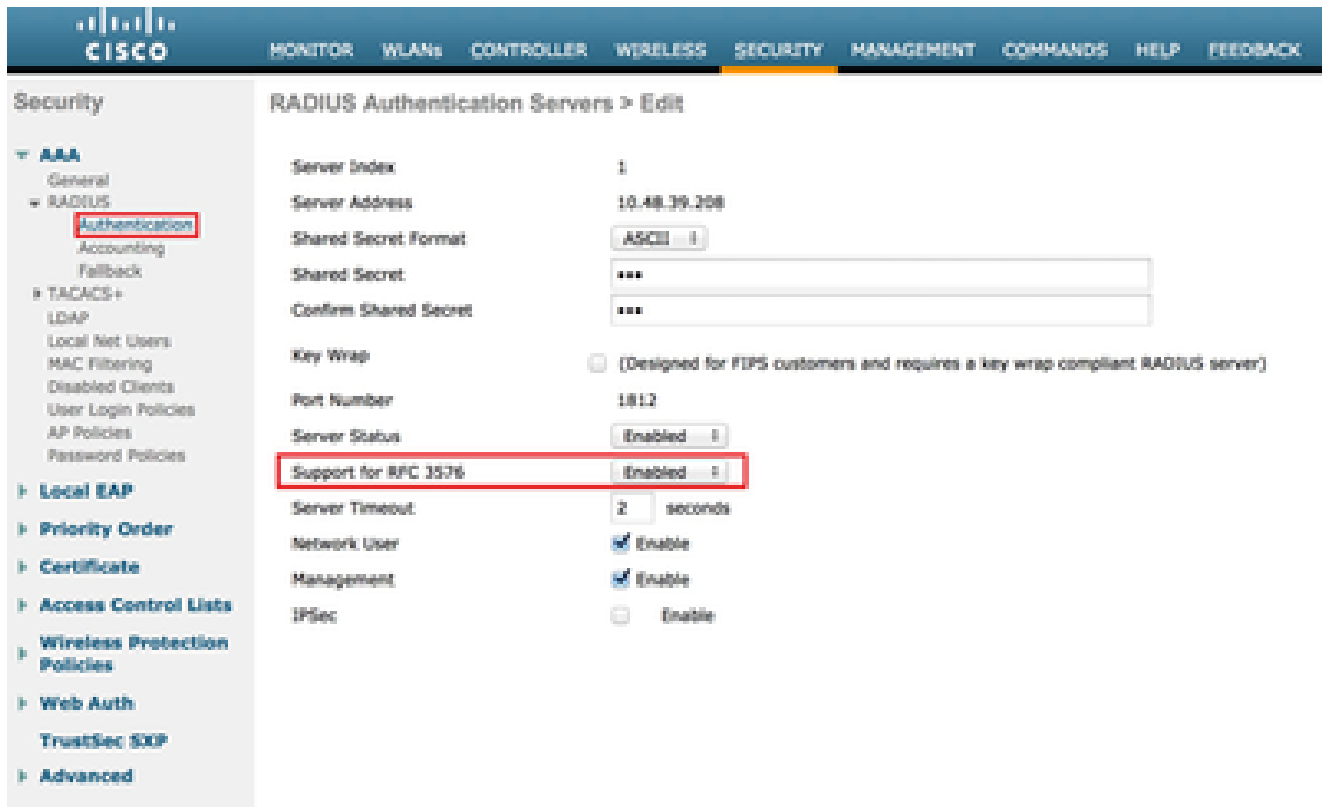 CISCO
MONITOR WLANs CONTROLLER WIRELESS SECURITY MANAGEMENT COMMANDS HELP FEEDBACK
Security
AAA
General
RADIUS
Authentication
Accounting
Fallback
TACACS+
LDAP
Local Net Users
MAC Filtering
Disabled Clients
User Login Policies
AP Policies
Password Policies
Local EAP
Priority Order
Certificate
Access Control Lists
Wireless Protection
Policies
Web Auth
TrustSec SXP
Advanced
RADIUS Authentication Servers > Edit
Server Index 1
Server Address 10.48.39.208
Shared Secret Format ASCII
Shared Secret •••
Confirm Shared Secret •••
Key Wrap (Designed for FIPS customers and requires a key wrap compliant RADIUS server)
Port Number 1812
Server Status Enabled
Support for RFC 3576 Enabled
Server Timeout 2 seconds
Network User Enable
Management Enable
IPSec Enable